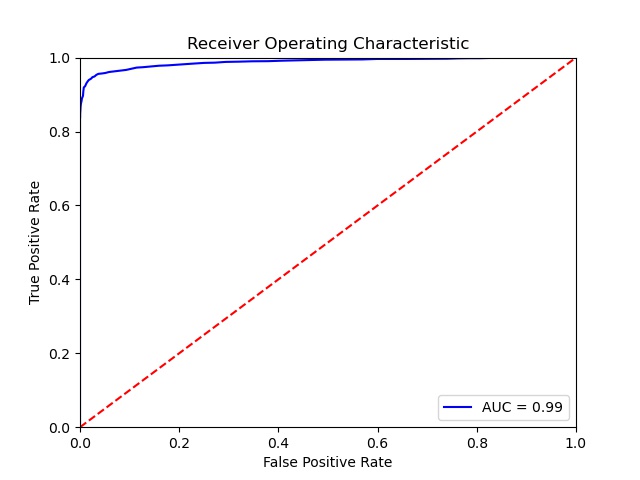 Receiver Operating Characteristic
1.0
0.8
0.6
0.4
0.2
0.0
True Positive Rate
AUC = 0.99
0.0 0.2 0.4 0.6 0.8 1.0
False Positive Rate